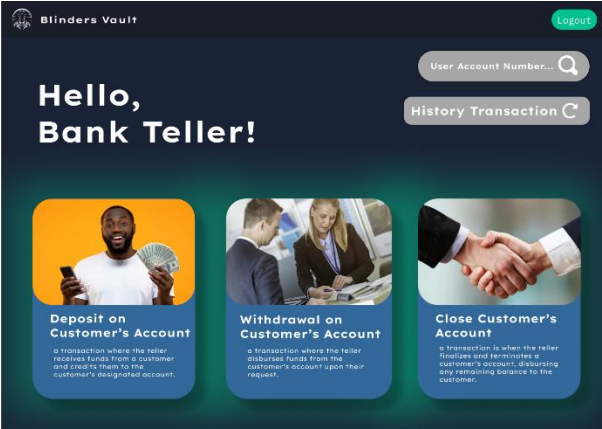 Blinders Vault
Logout
User Account Number...
History Transaction
Hello,
Bank Teller!
Deposit on
Customer's Account
a transaction where the teller
receives funds from a customer
and credits them to the
customer's designated account.
Withdrawal on
Customer's Account
a transaction where the teller
disburses funds from the
customer's account upon their
request.
Close Customer's
Account
a transaction is when the teller
finalizes and terminates a
customer's account, disbursing
any remaining balance to the
customer.